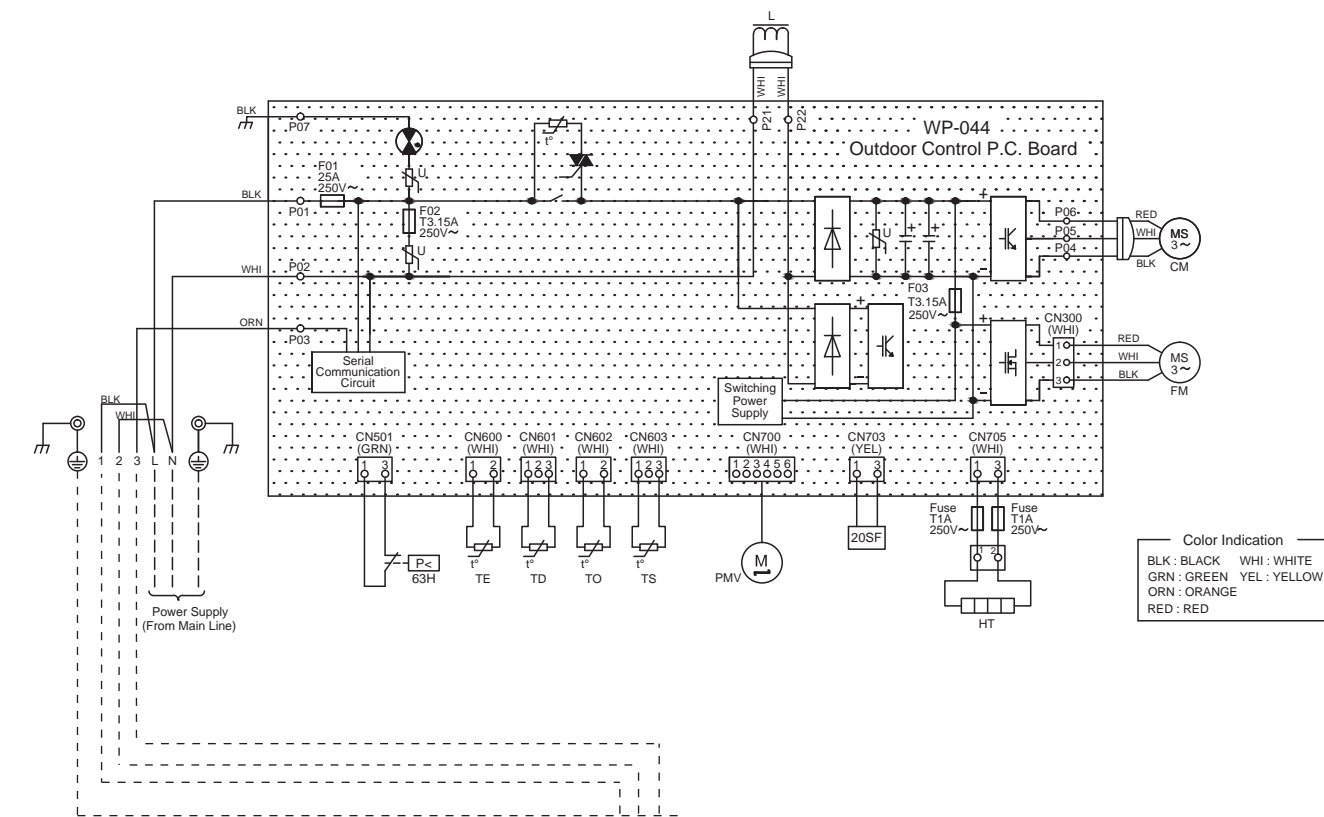 L
WHI
WHI
P21
P22
WP-044
Outdoor Control P.C. Board
BLK
P07
F01
25A
250V~
U
t°
BLK
P01
F02
T3.15A
250V~
U
WHI
P02
ORN
P03
Serial
Communication
Circuit
+
U
+
+
-
F03
T3.15A
250V~
+
-
+
-
P06
P05
P04
RED
WHI
BLK
MS
3~
CM
CN300
(WHI)
1
2
3
RED
WHI
BLK
MS
3~
FM
Switching
Power
Supply
BLK
WHI
1 2 3 L N
CN501
(GRN)
1 3
CN600
(WHI)
1 2
CN601
(WHI)
1 2 3
CN602
(WHI)
1 2
CN603
(WHI)
1 2 3
CN700
(WHI)
1 2 3 4 5 6
CN703
(YEL)
1 3
CN705
(WHI)
1 3
P<
63H
t°
TE
t°
TD
t°
TO
t°
TS
PMV
M
20SF
Fuse
T1A
250V~
Fuse
T1A
250V~
1 2
HT
Power Supply
(From Main Line)
Color Indication
BLK : BLACK WHI : WHITE
GRN : GREEN YEL : YELLOW
ORN : ORANGE
RED : RED